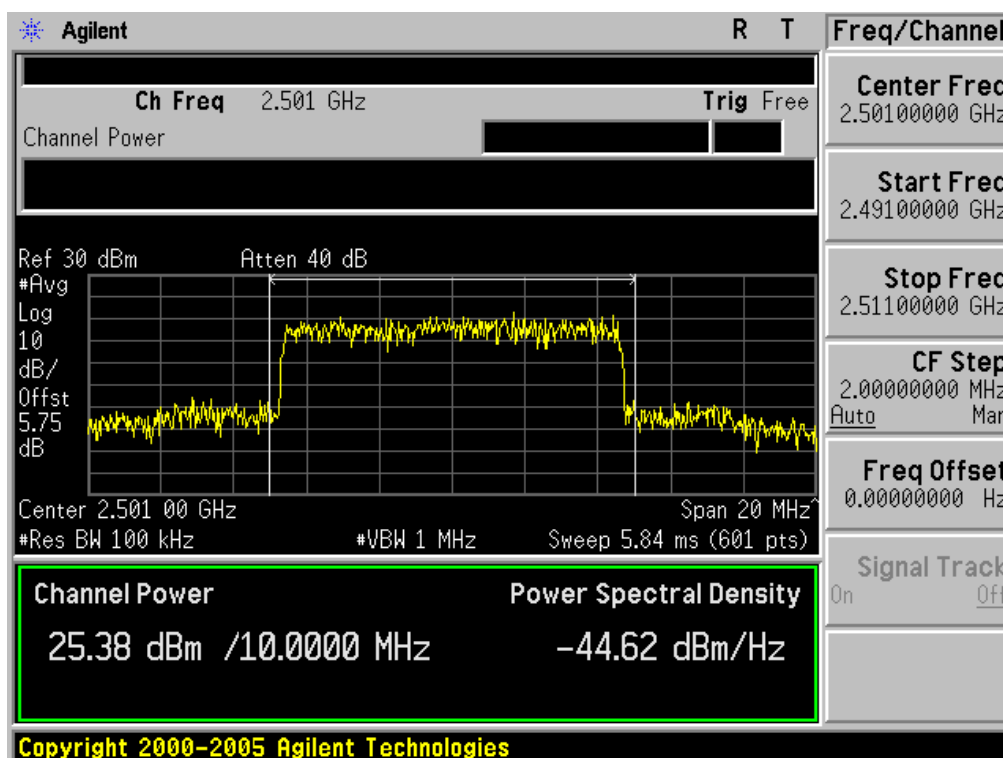 Agilent R T
Ch Freq 2.501 GHz Trig Free
Channel Power
Ref 30 dBm Atten 40 dB
#Avg
Log
10
dB/
Offst
5.75
dB
Center 2.501 00 GHz Span 20 MHz^
#Res BW 100 kHz #VBW 1 MHz Sweep 5.84 ms (601 pts)
Channel Power Power Spectral Density
25.38 dBm /10.0000 MHz -44.62 dBm/Hz
Copyright 2000-2005 Agilent Technologies
Freq/Channel
Center Freq
2.50100000 GHz
Start Freq
2.49100000 GHz
Stop Freq
2.51100000 GHz
CF Step
2.00000000 MHz
Auto Man
Freq Offset
0.00000000 Hz
Signal Track
On Off